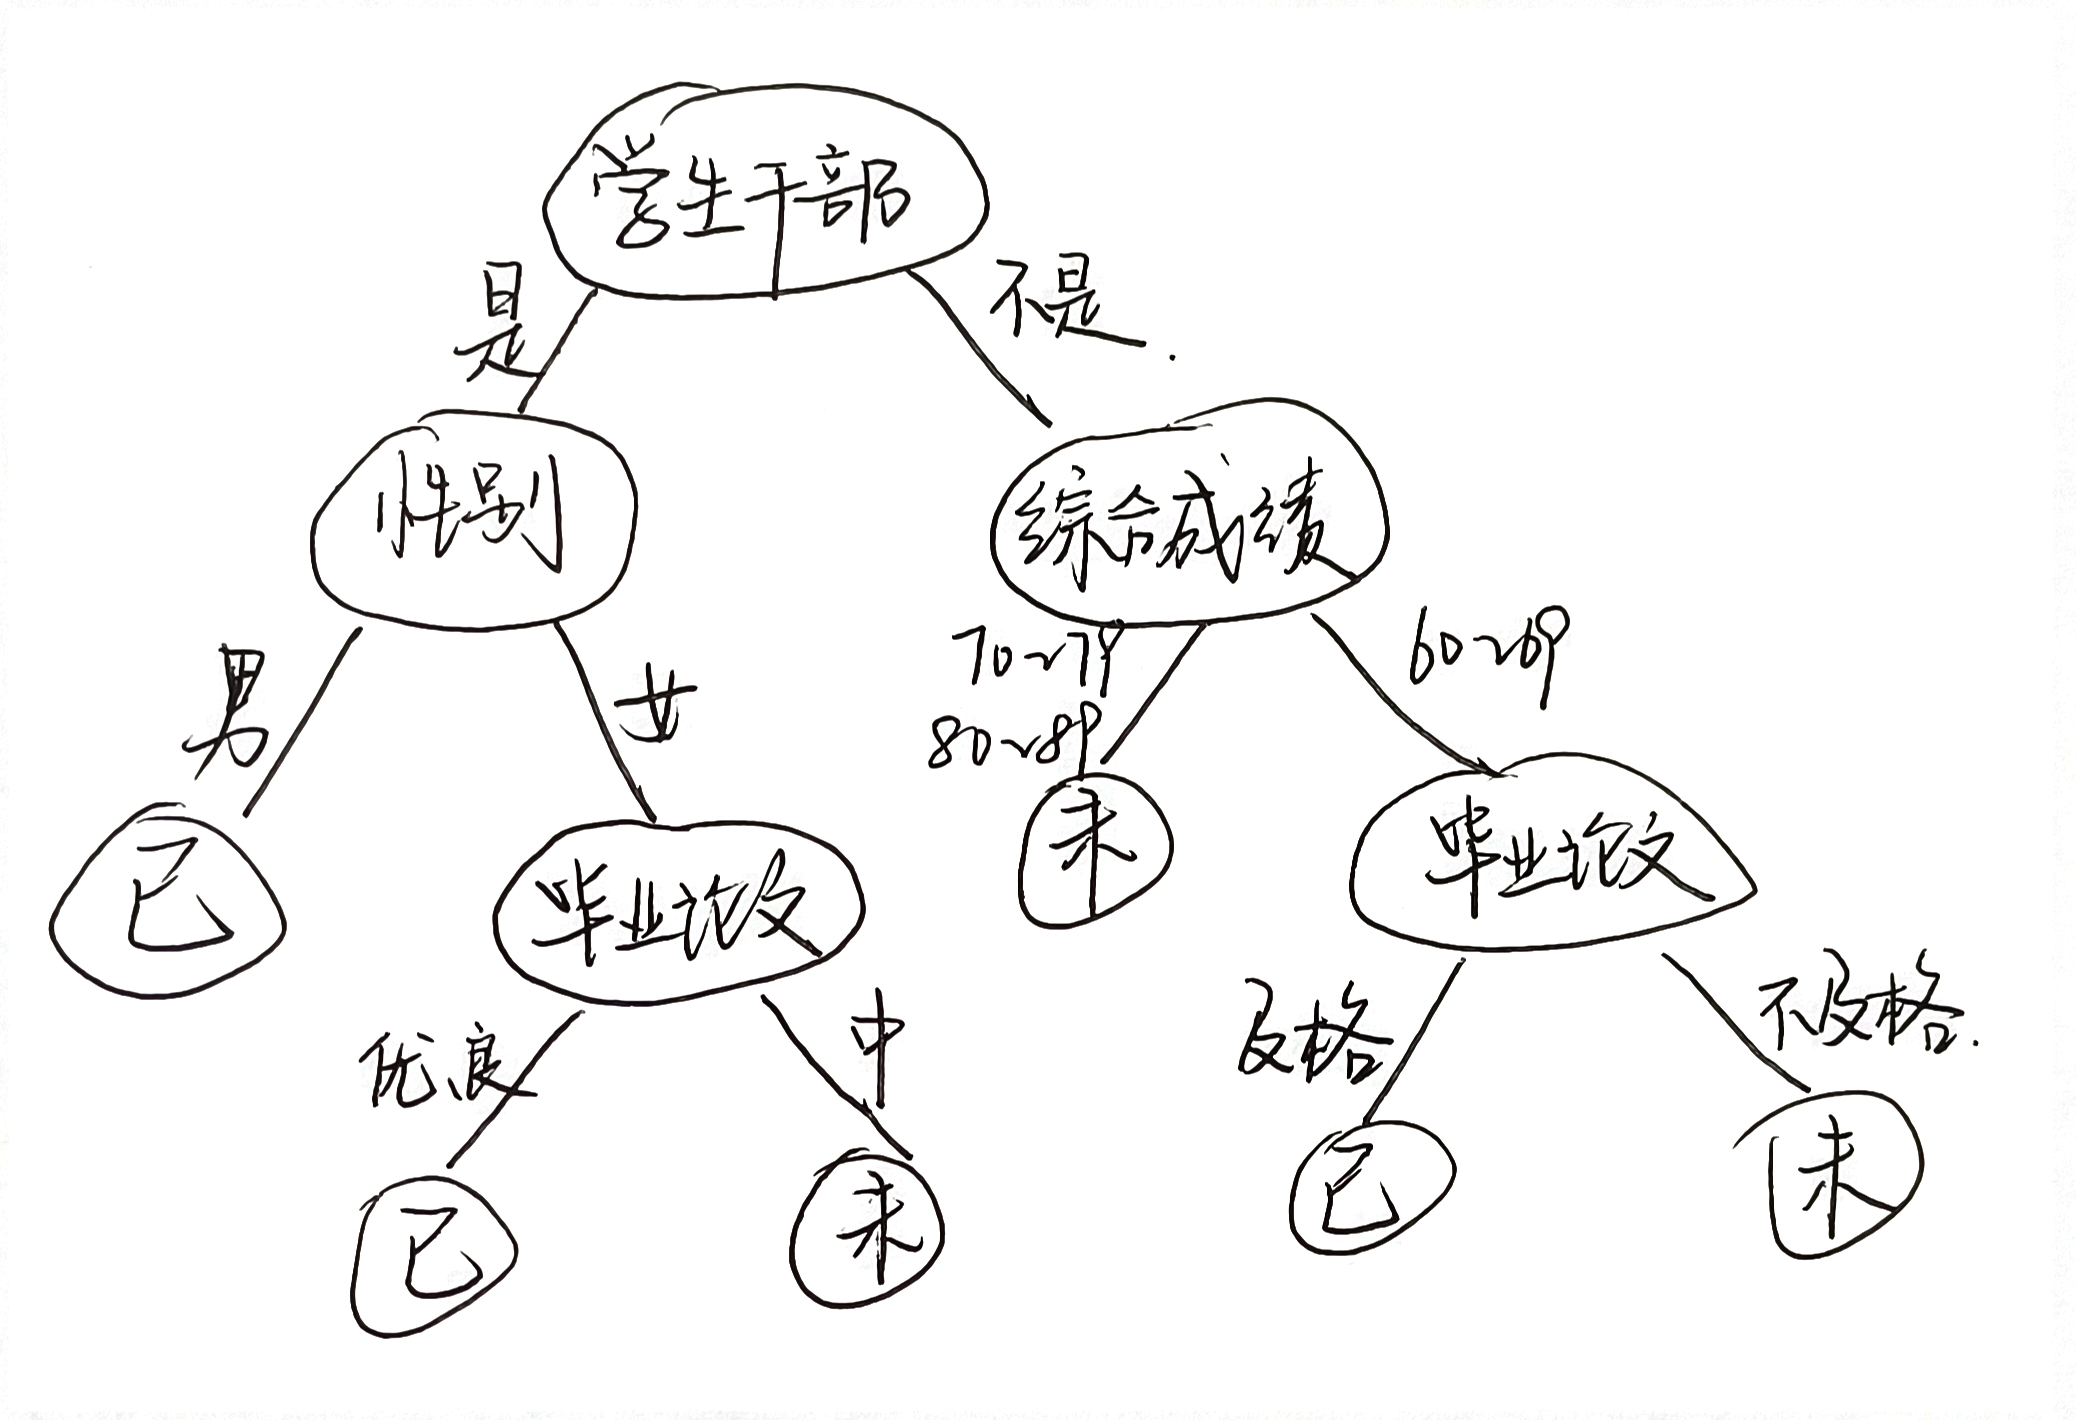 学生干部
是
不是.
性别
综合成绩
男
女
70~79
80~89
60~69
已
毕业论文
未
毕业论文
优良
中
及格
不及格.
已
未
已
未